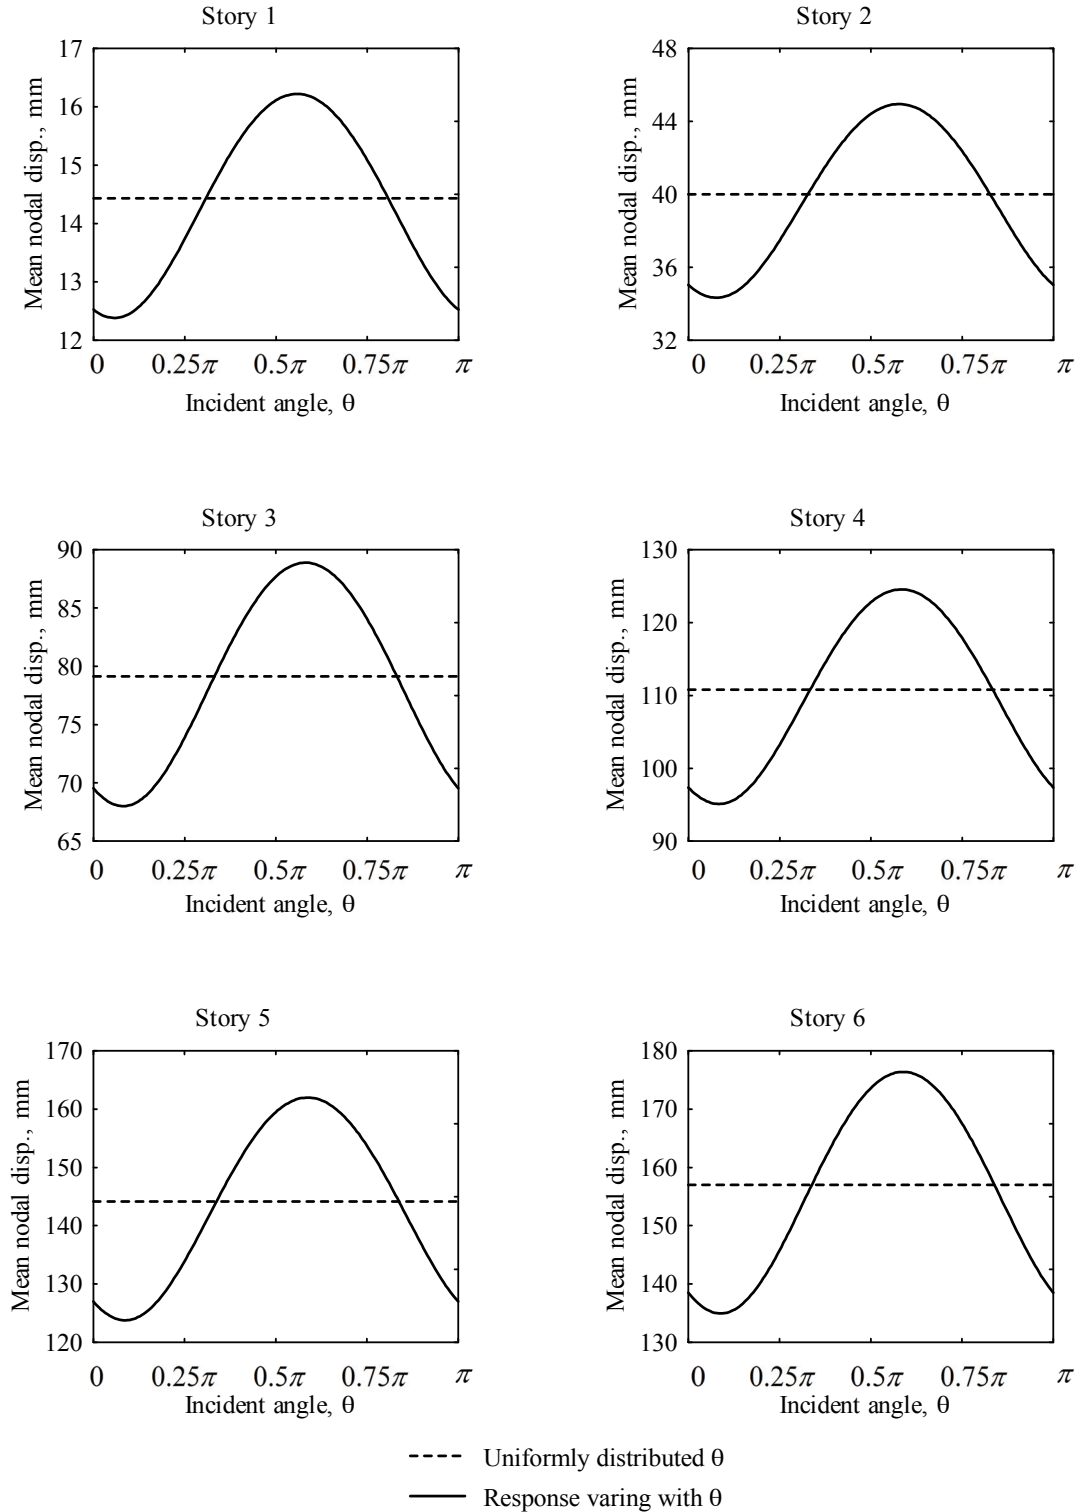 Story 1
17
16
15
14
13
12
Mean nodal disp., mm
0 0.25π 0.5π 0.75π π
Incident angle, θ
Story 2
48
44
40
36
32
Mean nodal disp., mm
0 0.25π 0.5π 0.75π π
Incident angle, θ
Story 3
90
85
80
75
70
65
Mean nodal disp., mm
0 0.25π 0.5π 0.75π π
Incident angle, θ
Story 4
130
120
110
100
90
Mean nodal disp., mm
0 0.25π 0.5π 0.75π π
Incident angle, θ
Story 5
170
160
150
140
130
120
Mean nodal disp., mm
0 0.25π 0.5π 0.75π π
Incident angle, θ
Story 6
180
170
160
150
140
130
Mean nodal disp., mm
0 0.25π 0.5π 0.75π π
Incident angle, θ
Uniformly distributed θ
Response varing with θ